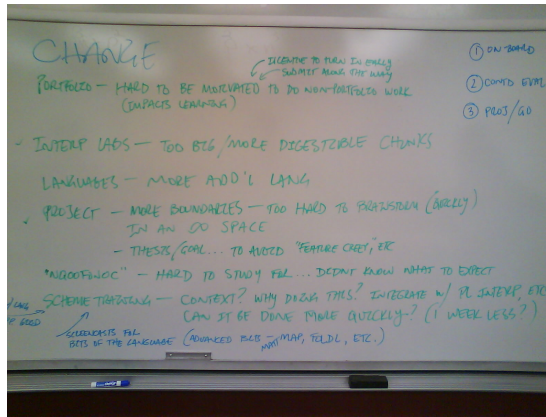 CHANGE
INCENTIVE TO TURN IN EARLY
SUBMIT ALONG THE WAY
PORTFOLIO — HARD TO BE MOTIVATED TO DO NON-PORTFOLIO WORK
(IMPACTS LEARNING)
① ON-BOARD
② CONT'D EVAL
③ PROJ/GO
INTERP LABS — TOO BIG/MORE DIGESTIBLE CHUNKS
LANGUAGES — MORE ADD'L LANG
PROJECT — MORE BOUNDARIES — TOO HARD TO BRAINSTORM (QUICKLY)
IN AN OO SPACE
— THESIS/GOAL... TO AVOID "FEATURE CREEP," ETC
— HARD TO STUDY FOR... DIDN'T KNOW WHAT TO EXPECT
SCHEME TRAINING — CONTEXT? WHY DOING THIS? INTEGRATE w/ PL INTERP, ETC
CAN IT BE DONE MORE QUICKLY? (1 WEEK LESS?)
LANG
GOOD
SCREENCASTS FOR
BITS OF THE LANGUAGE (ADVANCED BITS — MAP, FOLDL, ETC.)